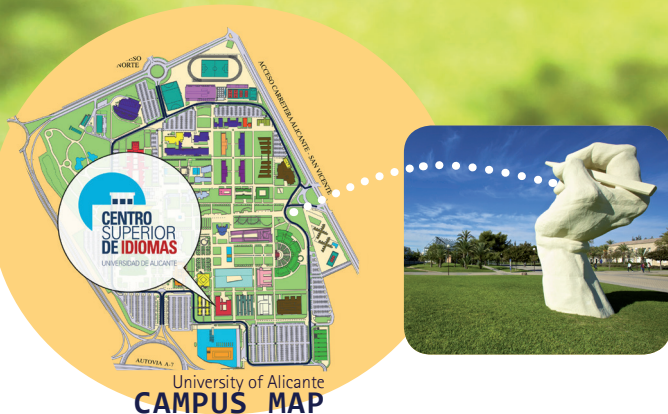 ACCESO
NORTE
ACCESO CARRETERA ALICANTE - SAN VICENTE
CENTRO
SUPERIOR
DE IDIOMAS
UNIVERSIDAD DE ALICANTE
AUTOVIA A-7
University of Alicante
CAMPUS MAP